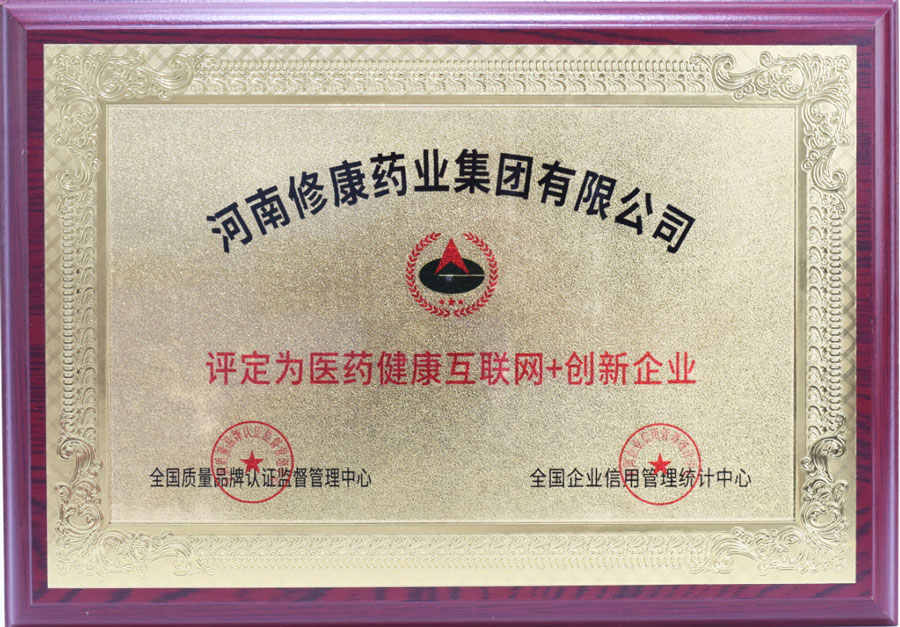 河南修康药业集团有限公司
评定为医药健康互联网+创新企业
全国质量品牌认证监督管理中心
全国企业信用管理统计中心